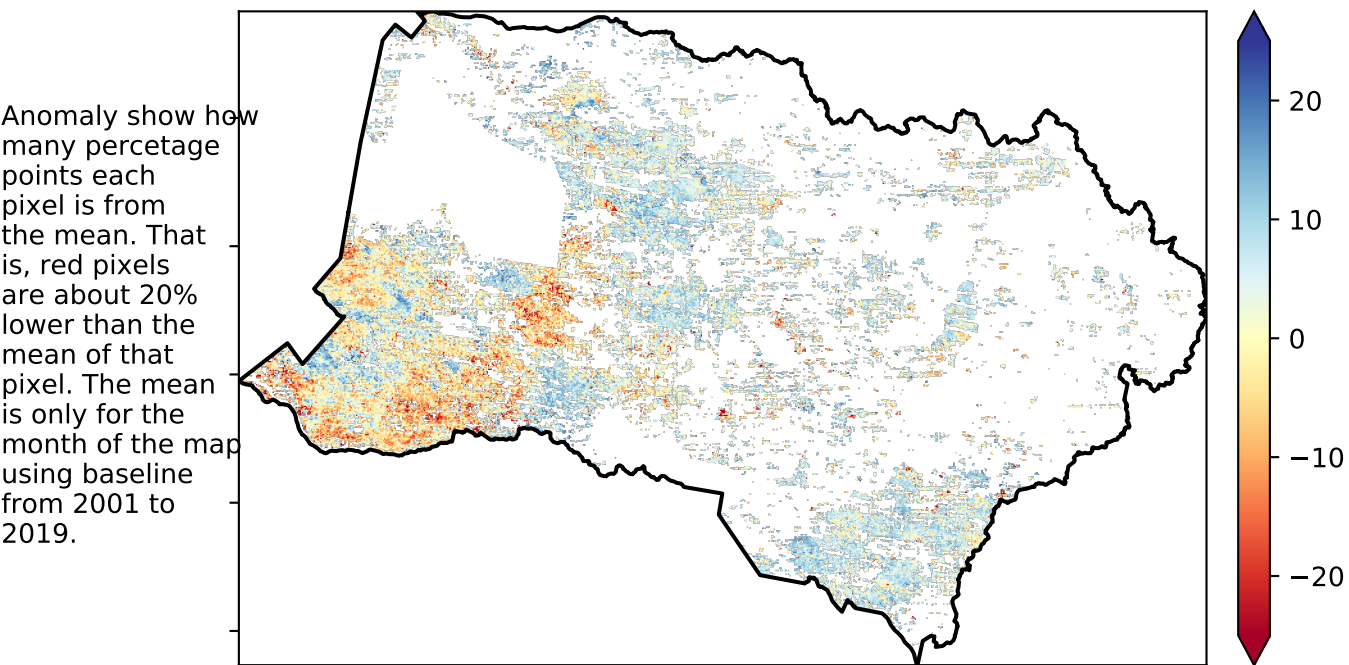 Anomaly show how
many percetage
points each
pixel is from
the mean. That
is, red pixels
are about 20%
lower than the
mean of that
pixel. The mean
is only for the
month of the map
using baseline
from 2001 to
2019.
20
10
0
−10
−20